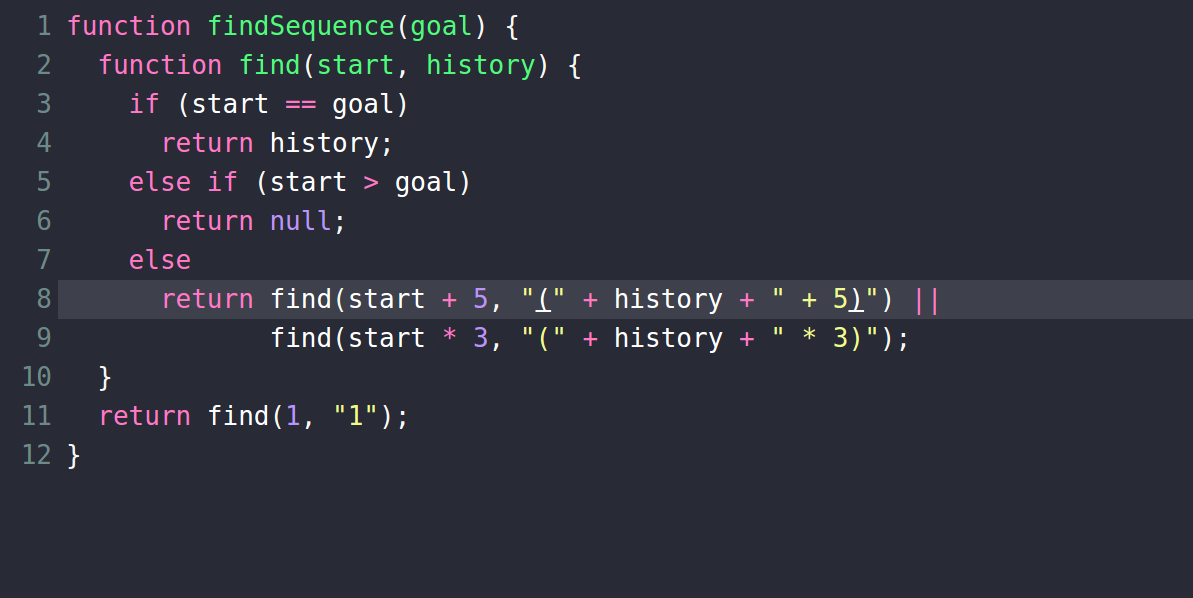 1 function findSequence(goal) {
2   function find(start, history) {
3     if (start == goal)
4       return history;
5     else if (start > goal)
6       return null;
7     else
8       return find(start + 5, "(" + history + " + 5)") ||
9              find(start * 3, "(" + history + " * 3)");
10   }
11   return find(1, "1");
12 }